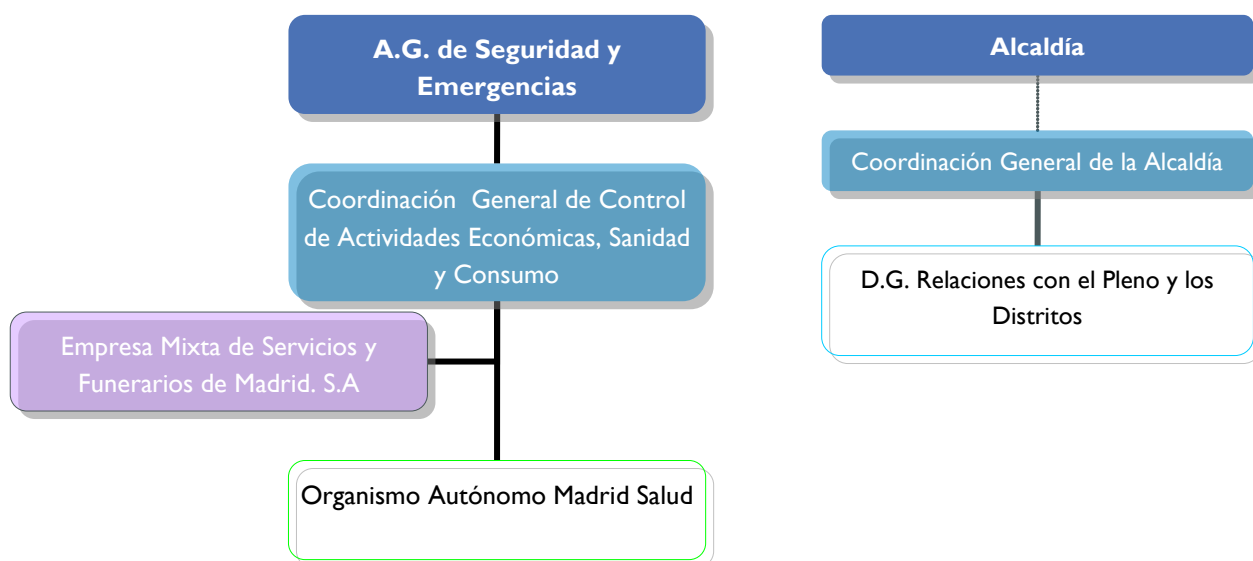 A.G. de Seguridad y
Emergencias
Coordinación General de Control
de Actividades Económicas, Sanidad
y Consumo
Empresa Mixta de Servicios y
Funerarios de Madrid. S.A
Organismo Autónomo Madrid Salud
Alcaldía
Coordinación General de la Alcaldía
D.G. Relaciones con el Pleno y los
Distritos